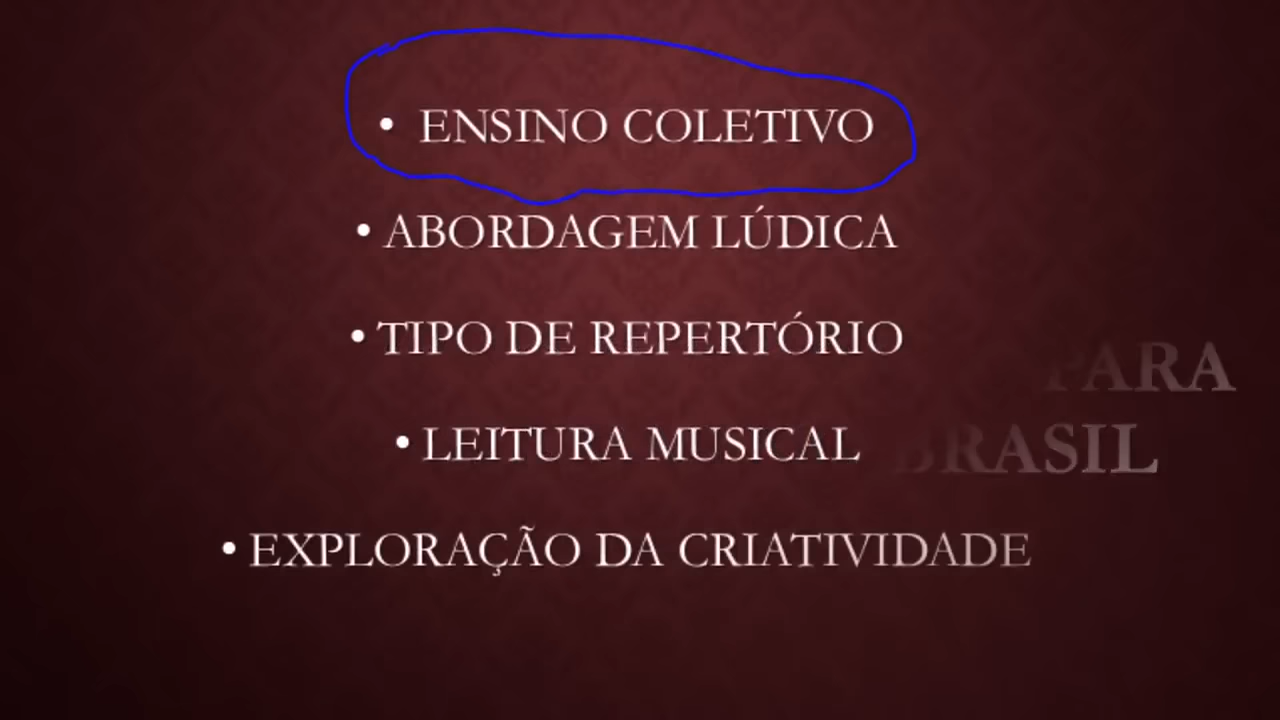 • ENSINO COLETIVO
• ABORDAGEM LÚDICA
• TIPO DE REPERTÓRIO
PARA
• LEITURA MUSICAL
BRASIL
• EXPLORAÇÃO DA CRIATIVIDADE